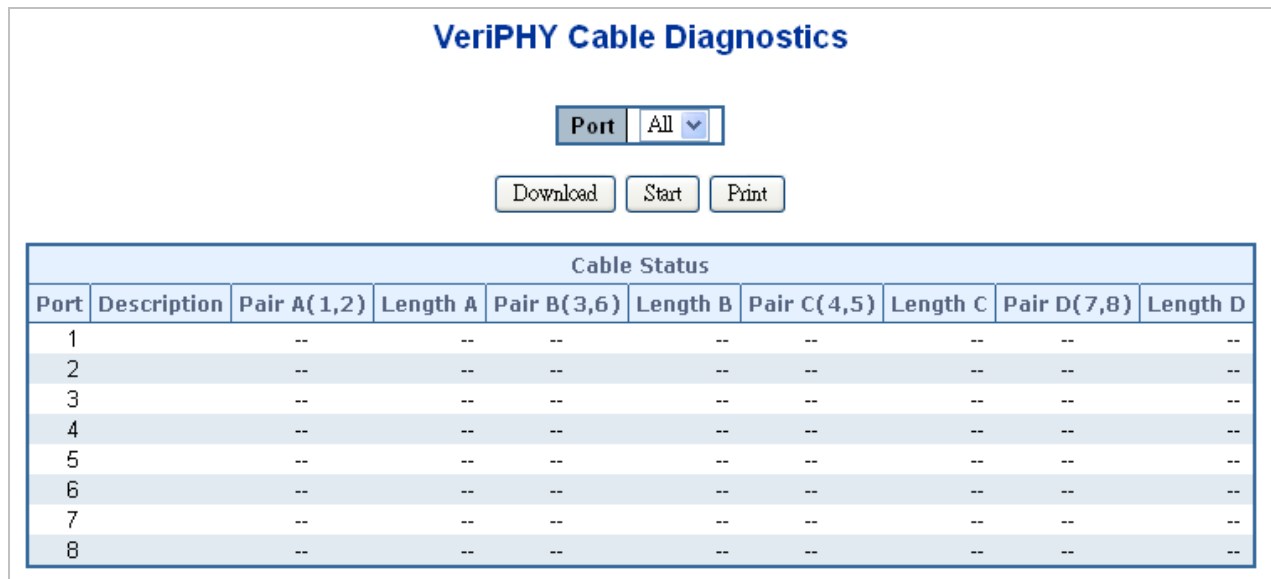 VeriPHY Cable Diagnostics
Port All
Download Start Print
Cable Status
Port Description Pair A(1,2) Length A Pair B(3,6) Length B Pair C(4,5) Length C Pair D(7,8) Length D
1 -- -- -- -- -- -- -- --
2 -- -- -- -- -- -- -- --
3 -- -- -- -- -- -- -- --
4 -- -- -- -- -- -- -- --
5 -- -- -- -- -- -- -- --
6 -- -- -- -- -- -- -- --
7 -- -- -- -- -- -- -- --
8 -- -- -- -- -- -- -- --